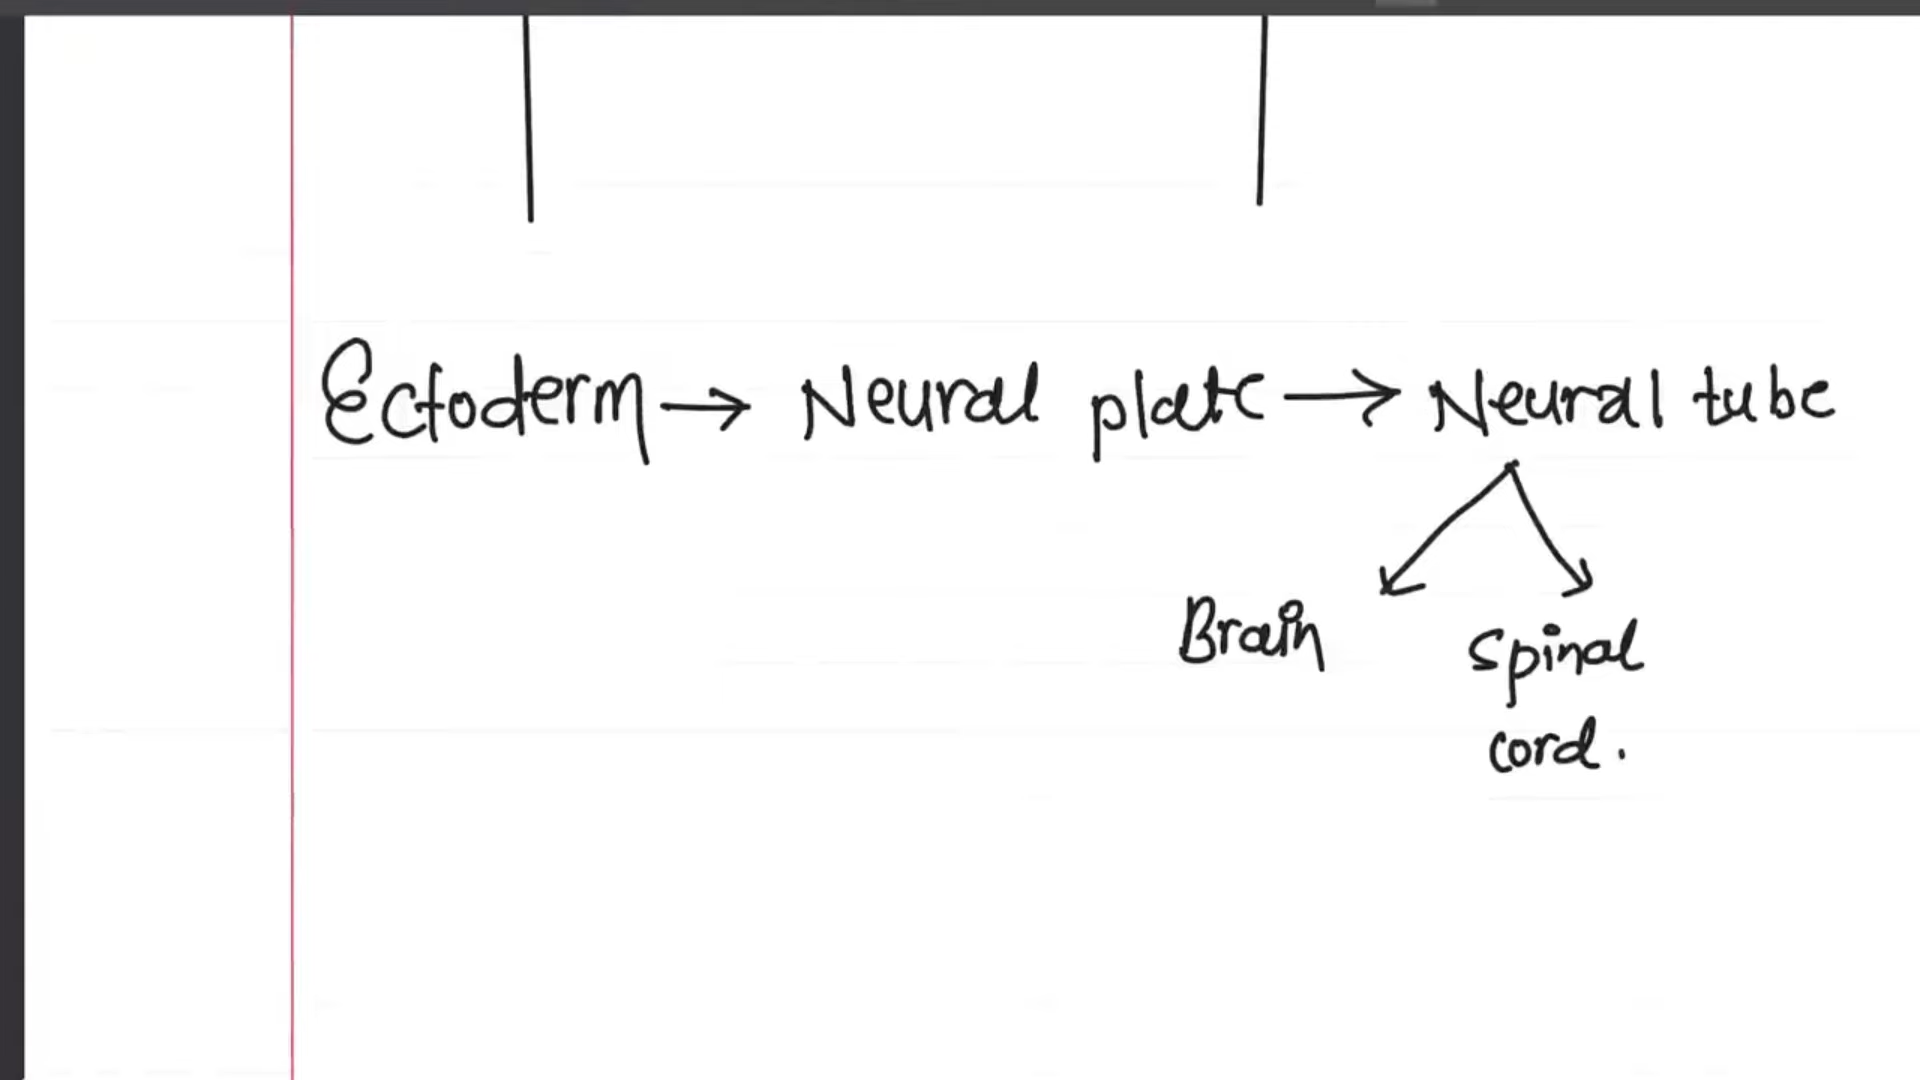 Ectoderm → Neural plate → Neural tube
Brain
Spinal
cord.